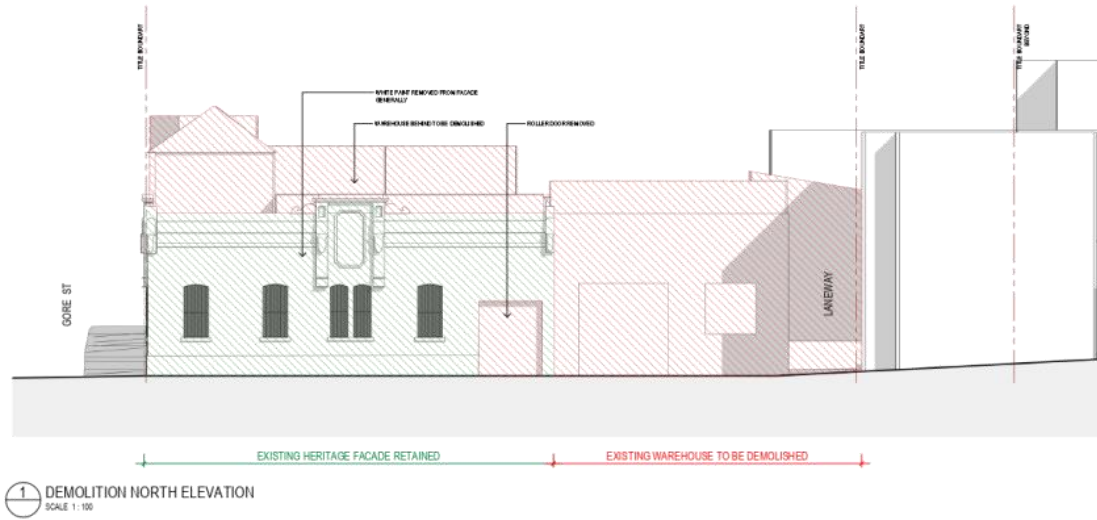 TITLE BOUNDARY
TITLE BOUNDARY
TITLE BOUNDARY
BEYOND
WHITE PAINT REMOVED FROM FACADE
GENERALLY
WAREHOUSE BEHIND TO BE DEMOLISHED
ROLLER DOOR REMOVED
GORE ST
LANEWAY
EXISTING HERITAGE FACADE RETAINED
EXISTING WAREHOUSE TO BE DEMOLISHED
1
DEMOLITION NORTH ELEVATION
SCALE 1 : 100